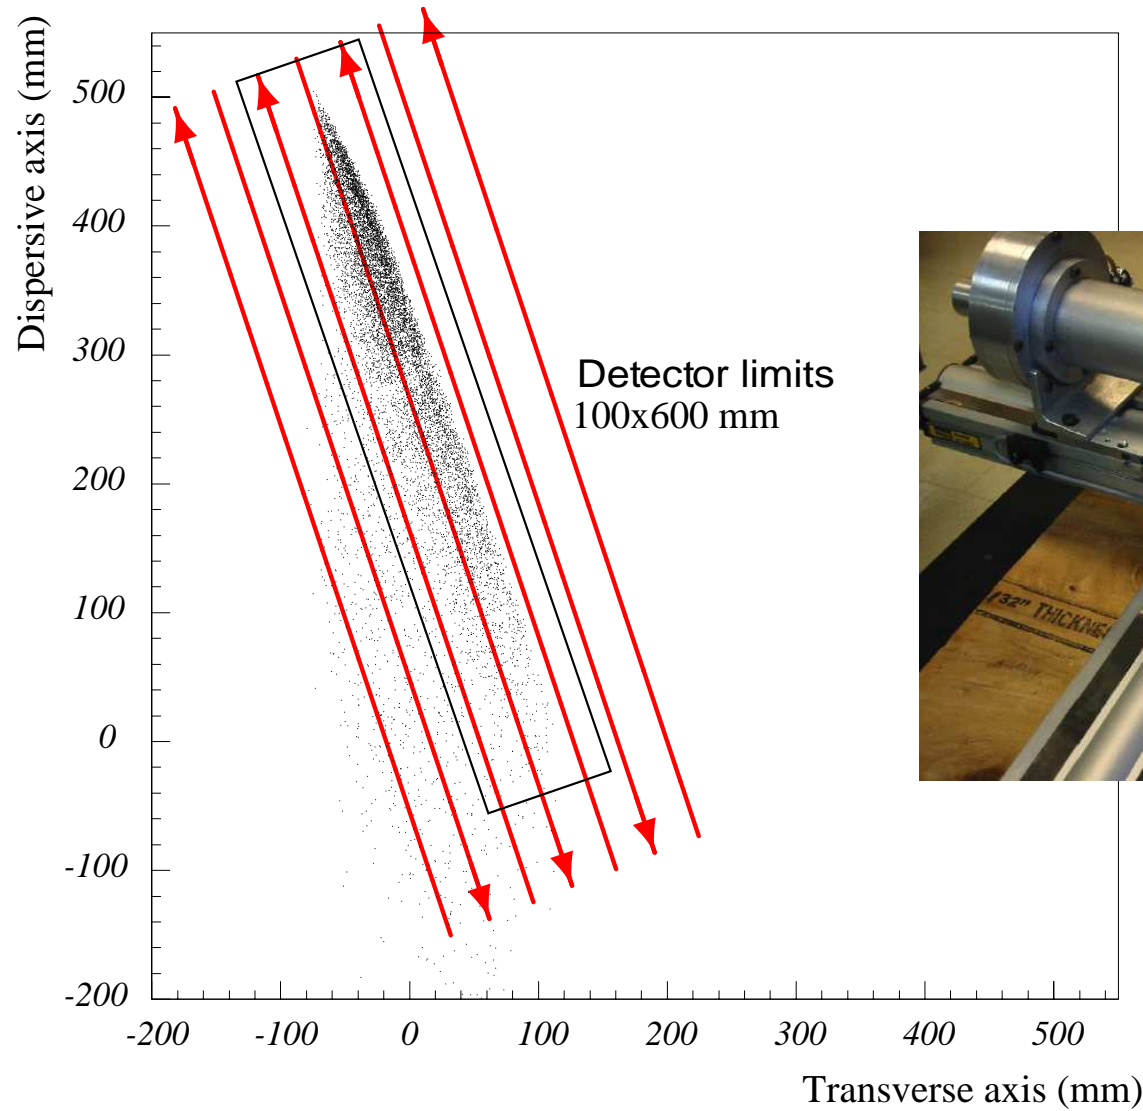 Dispersive axis (mm)
500
400
300
200
100
0
-100
-200
Detector limits
100x600 mm
/32" THICKNE
-200 -100 0 100 200 300 400 500
Transverse axis (mm)